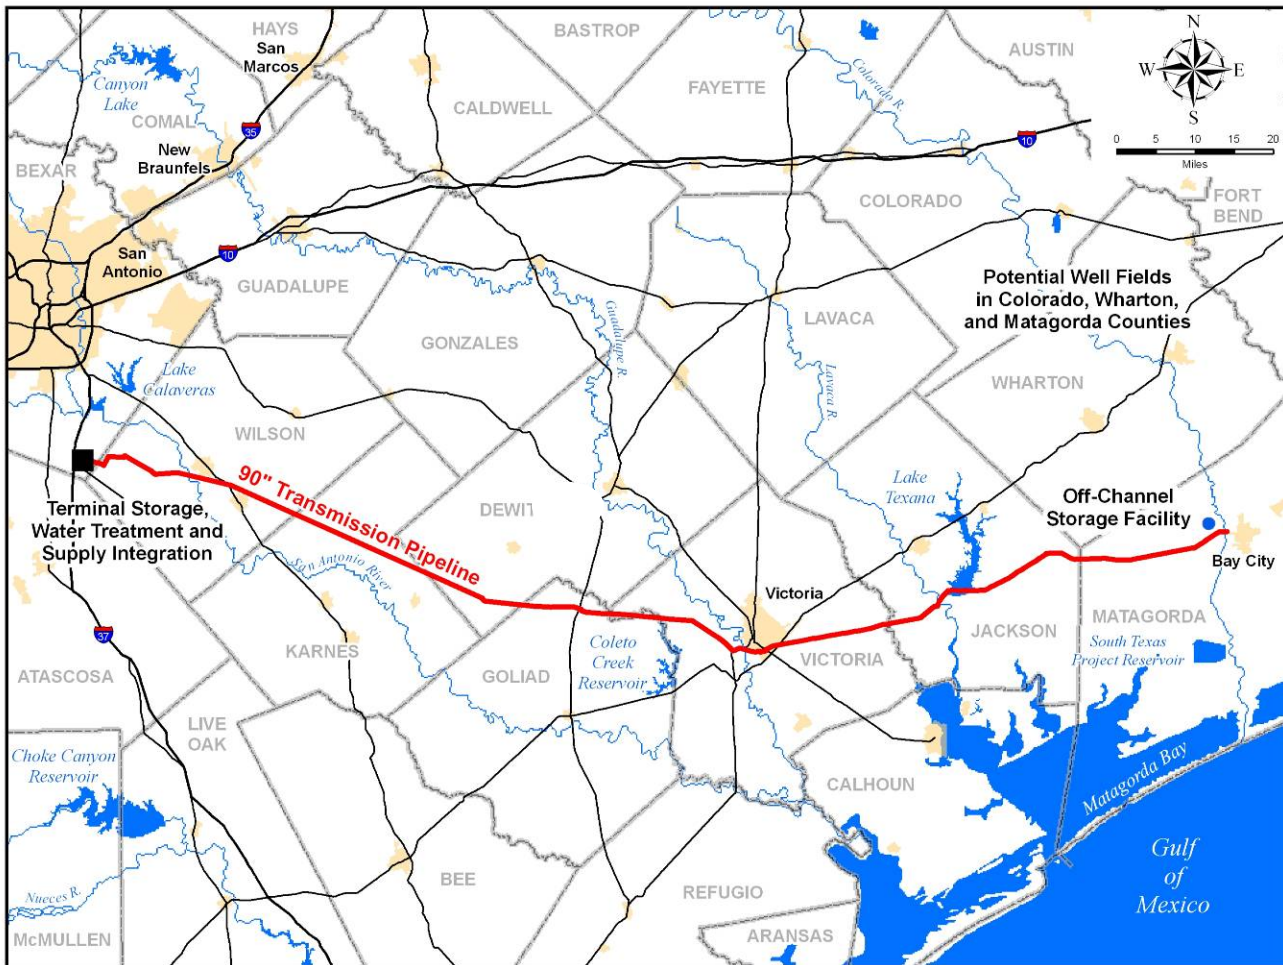 HAYS
San
Marcos
BASTROP
AUSTIN
N
W
E
S
FAYETTE
Colorado R.
Canyon
Lake
CALDWELL
COMAL
35
10
0 5 10 15 20
Miles
New
Braunfels
BEXAR
COLORADO
FORT
BEND
San
Antonio
10
GUADALUPE
Potential Well Fields
in Colorado, Wharton,
and Matagorda Counties
Guadalupe R.
LAVACA
GONZALES
Lavaca R.
Lake
Calaveras
WHARTON
WILSON
90" Transmission Pipeline
Lake
Texana
Off-Channel
Storage Facility
Terminal Storage,
Water Treatment and
Supply Integration
DEWIT
San Antonio River
Bay City
Victoria
MATAGORDA
JACKSON
37
KARNES
Coleto
Creek
Reservoir
VICTORIA
South Texas
Project Reservoir
ATASCOSA
GOLIAD
LIVE
OAK
Choke Canyon
Reservoir
CALHOUN
Matagorda Bay
Gulf
of
Mexico
BEE
REFUGIO
Nueces R.
McMULLEN
ARANSAS